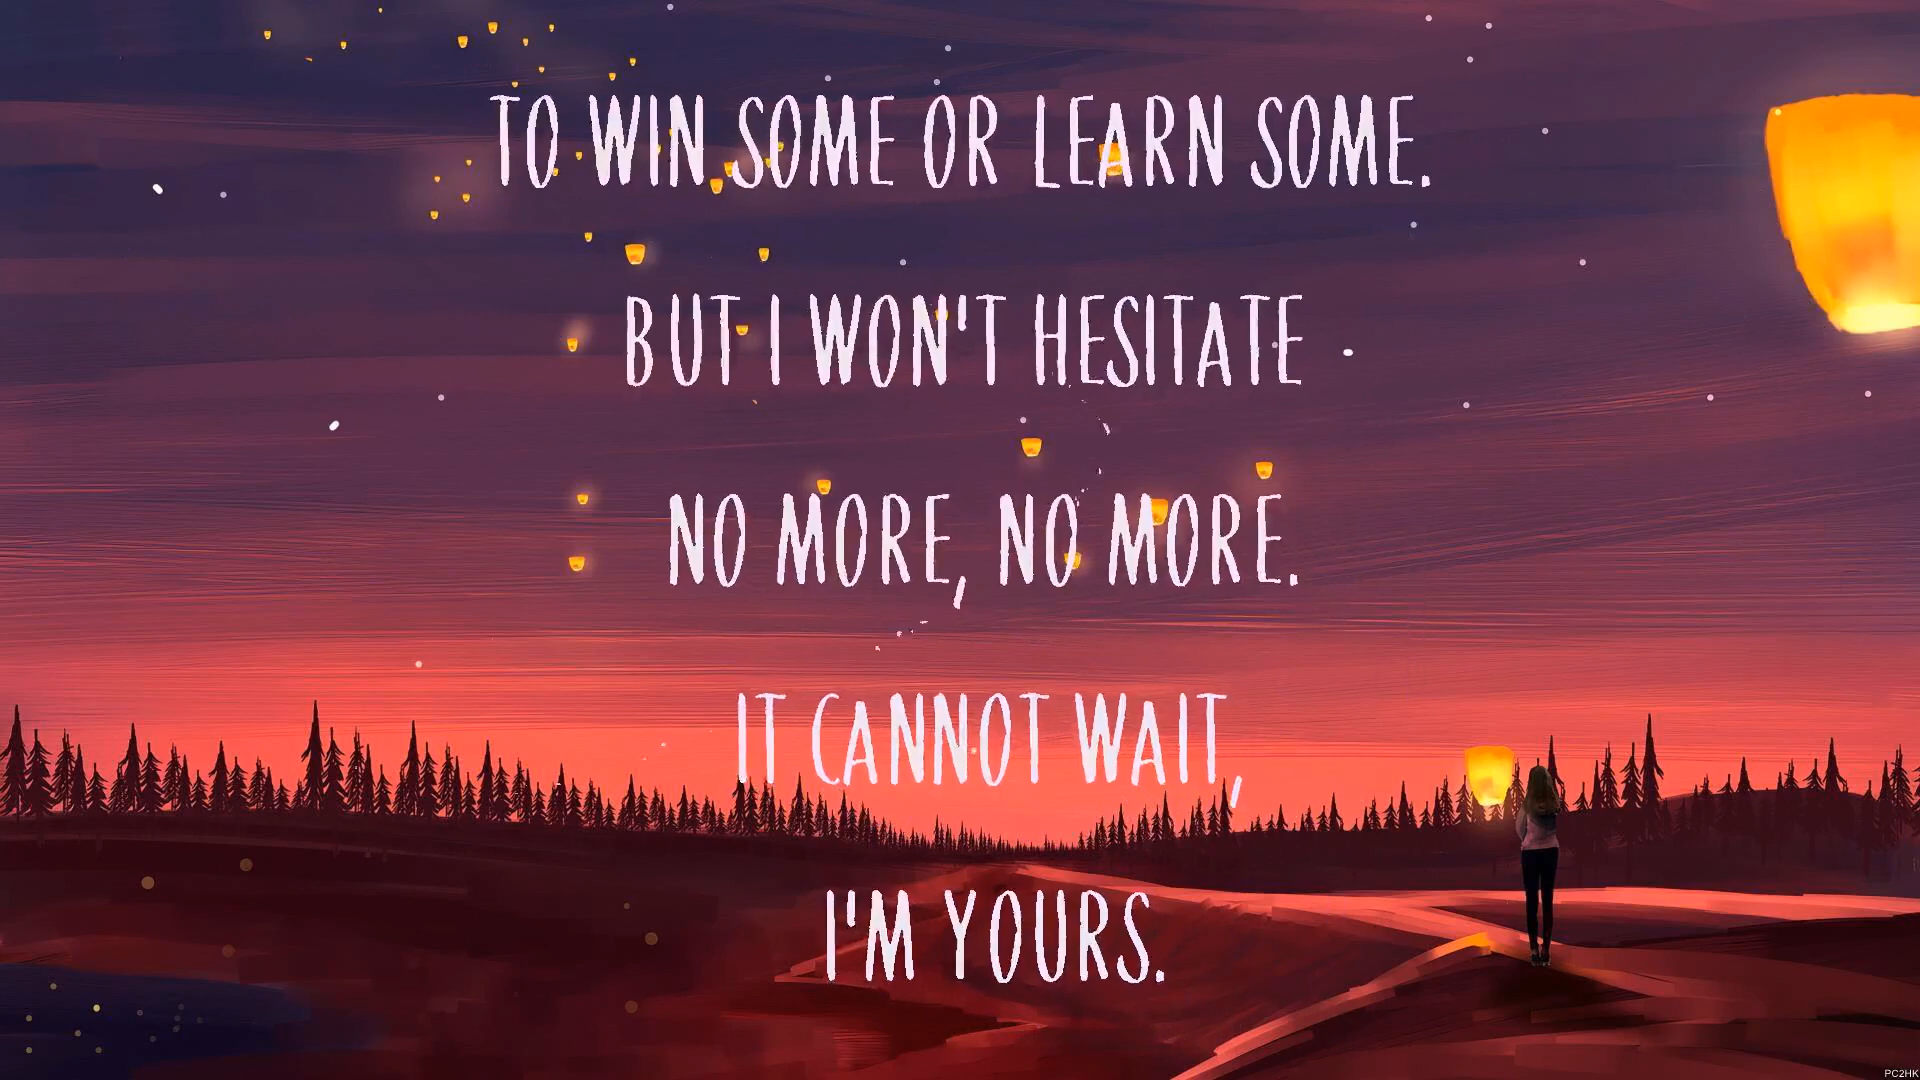 TO WIN SOME OR LEARN SOME.
BUT I WON'T HESITATE
NO MORE, NO MORE.
IT CANNOT WAIT,
I'M YOURS.
PC2HK